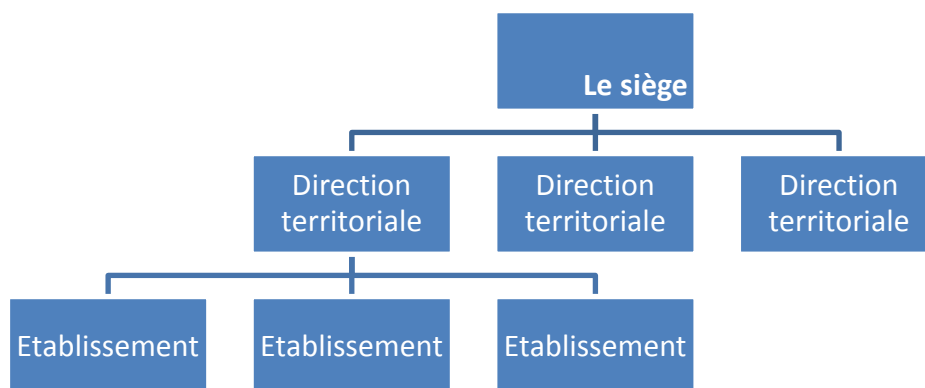 Le siège
Direction
territoriale
Direction
territoriale
Direction
territoriale
Etablissement
Etablissement
Etablissement